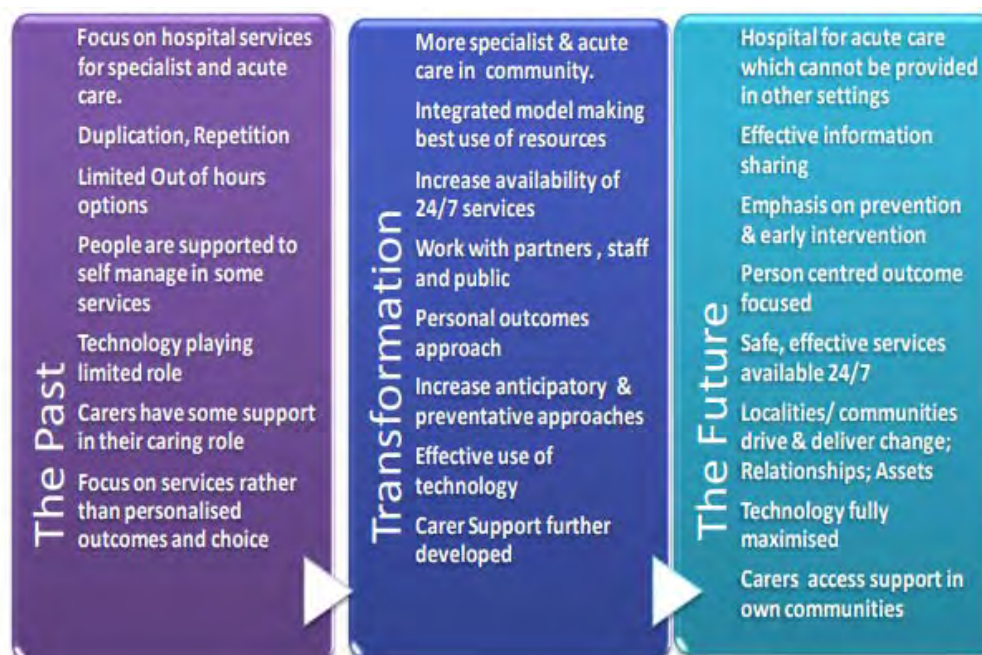 The Past
Focus on hospital services
for specialist and acute
care.
Duplication, Repetition
Limited Out of hours
options
People are supported to
self manage in some
services
Technology playing
limited role
Carers have some support
in their caring role
Focus on services rather
than personalised
outcomes and choice
Transformation
More specialist & acute
care in community.
Integrated model making
best use of resources
Increase availability of
24/7 services
Work with partners , staff
and public
Personal outcomes
approach
Increase anticipatory &
preventative approaches
Effective use of
technology
Carer Support further
developed
The Future
Hospital for acute care
which cannot be provided
in other settings
Effective information
sharing
Emphasis on prevention
& early intervention
Person centred outcome
focused
Safe, effective services
available 24/7
Localities/ communities
drive & deliver change;
Relationships; Assets
Technology fully
maximised
Carers access support in
own communities